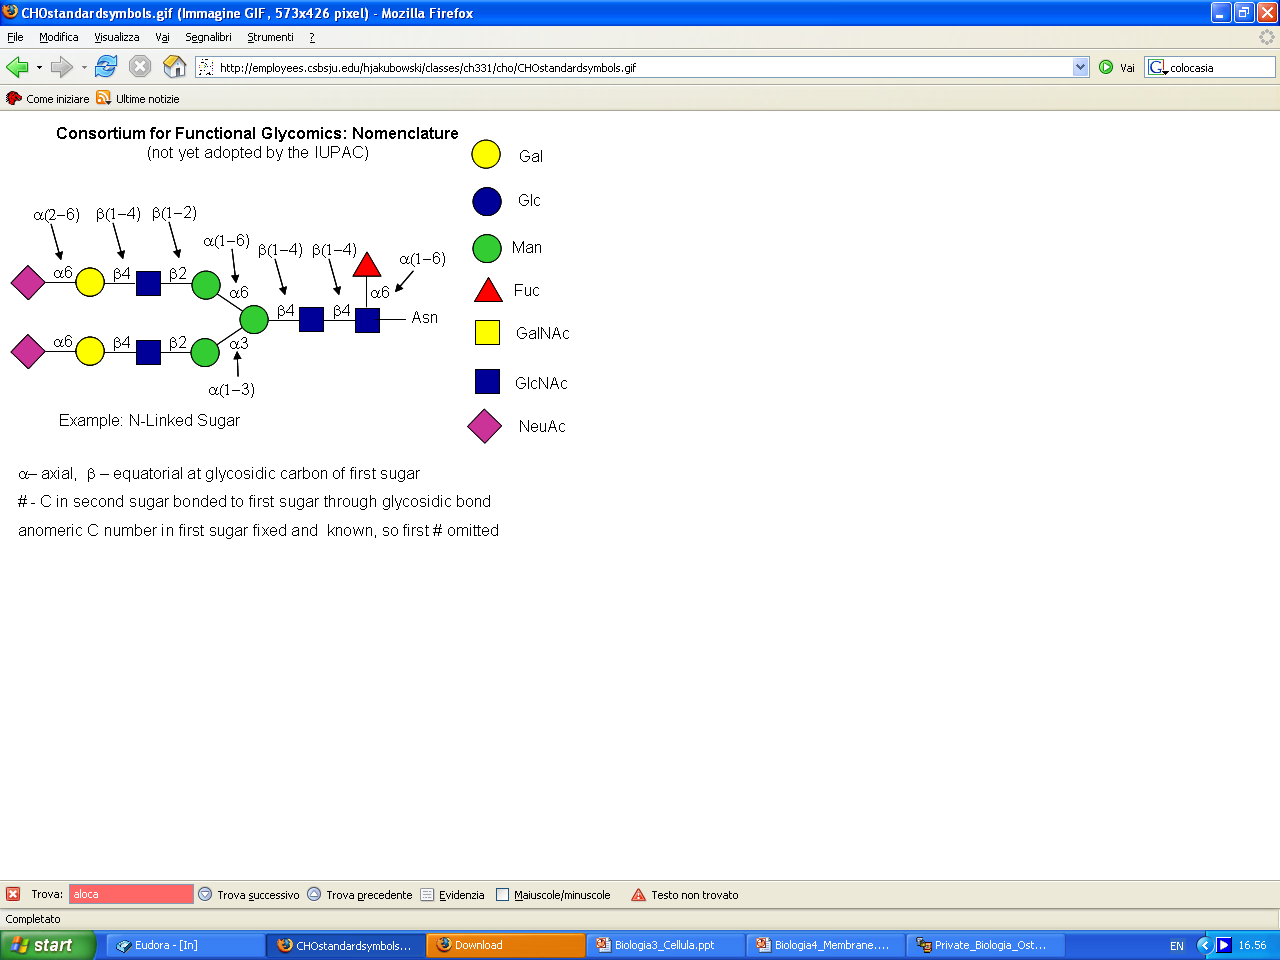 CHOstandardsymbols.gif (Immagine GIF, 573x426 pixel) - Mozilla Firefox
File Modifica Visualizza Vai Segnalibri Strumenti ?
http://employees.csbsju.edu/hjakubowski/classes/ch331/cho/CHOstandardsymbols.gif Vai colocasia
Come iniziare Ultime notizie
Consortium for Functional Glycomics: Nomenclature
(not yet adopted by the IUPAC)
Gal
Glc
Man
Fuc
GalNAc
GlcNAc
NeuAc
α(2–6) β(1–4) β(1–2)
α(1–6) β(1–4) β(1–4) α(1–6)
α6 β4 β2
α6 β4 β4 α6
Asn
α6 β4 β2 α3
α(1–3)
Example: N-Linked Sugar
α– axial, β – equatorial at glycosidic carbon of first sugar
# - C in second sugar bonded to first sugar through glycosidic bond
anomeric C number in first sugar fixed and known, so first # omitted
Trova: aloca Trova successivo Trova precedente Evidenzia Maiuscole/minuscole Testo non trovato
Completato
start Eudora - [In] CHOstandardsymbols... Download Biologia3_Cellula.ppt Biologia4_Membrane.... Private_Biologia_Ost... EN 16.56